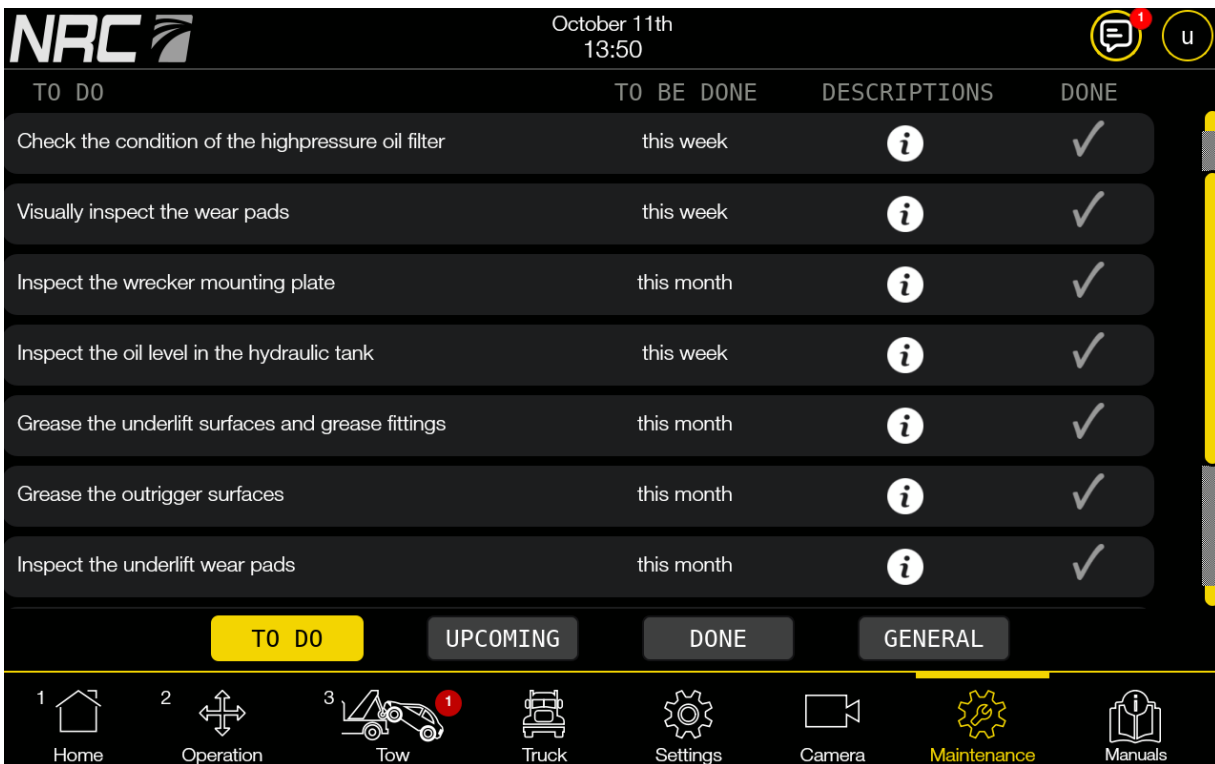 NRC
October 11th
13:50
1
u
TO DO TO BE DONE DESCRIPTIONS DONE
Check the condition of the highpressure oil filter this week i
Visually inspect the wear pads this week i
Inspect the wrecker mounting plate this month i
Inspect the oil level in the hydraulic tank this week i
Grease the underlift surfaces and grease fittings this month i
Grease the outrigger surfaces this month i
Inspect the underlift wear pads this month i
TO DO UPCOMING DONE GENERAL
1 2 3 1
Home Operation Tow Truck Settings Camera Maintenance Manuals